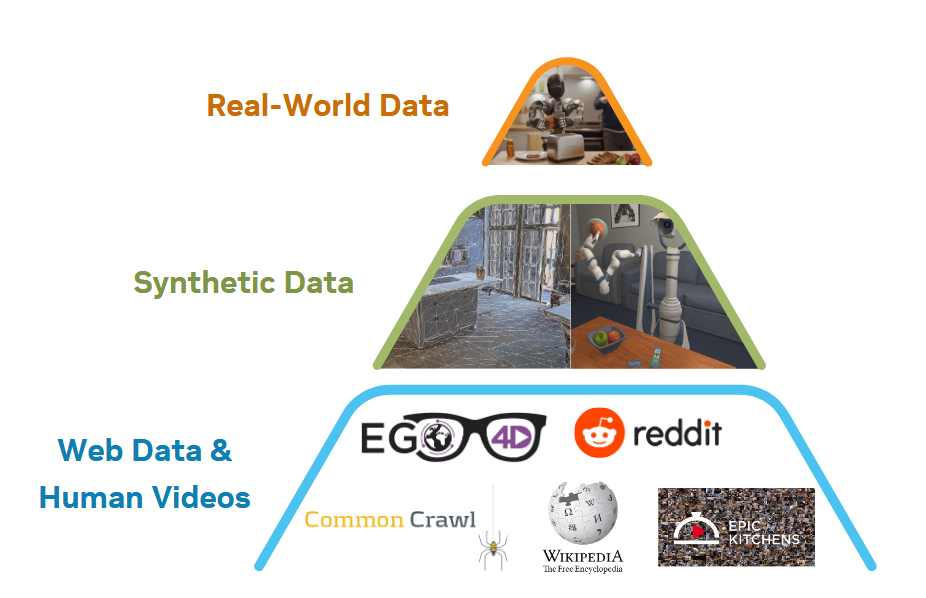 Real-World Data
Synthetic Data
Web Data &
Human Videos
EGO 4D
reddit
Common Crawl
Ω
W
И
WIKIPEDIA
The Free Encyclopedia
EPIC
KITCHENS